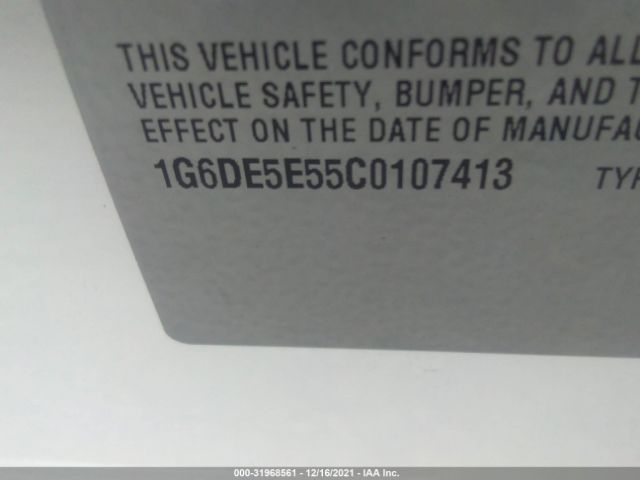 THIS VEHICLE CONFORMS TO ALL
VEHICLE SAFETY, BUMPER, AND T
EFFECT ON THE DATE OF MANUFAC
1G6DE5E55C0107413 TYP
000-31968561 - 12/16/2021 - IAA Inc.